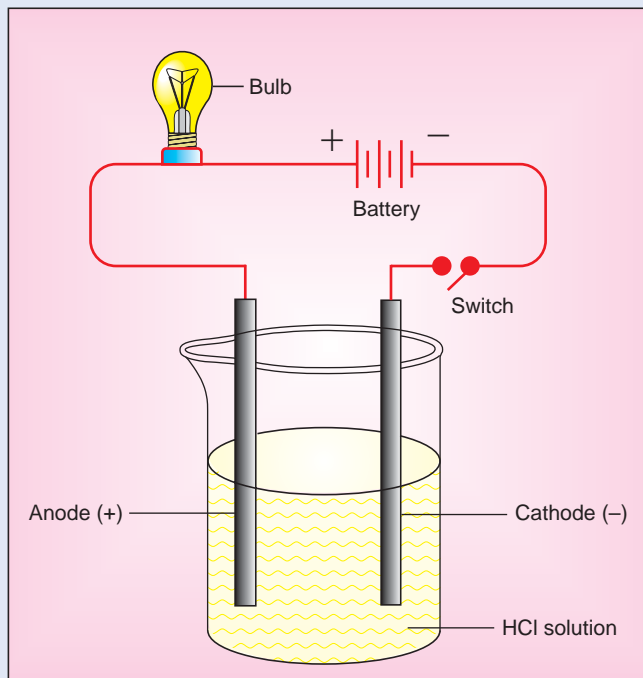 Bulb
+ −
Battery
Switch
Anode (+)
Cathode (–)
HCl solution